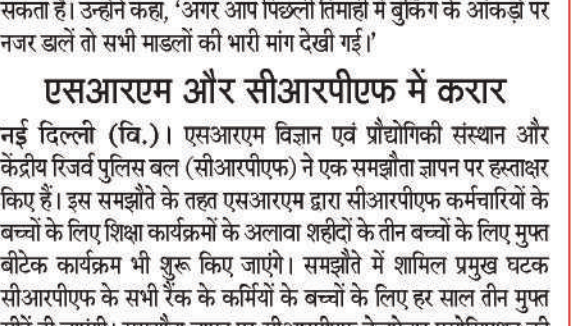 सकता है। उन्होंने कहा, ‘अगर आप पिछली तिमाही में बुकिंग के आंकड़ों पर
नजर डालें तो सभी माडलों की भारी मांग देखी गई।’
एसआरएम और सीआरपीएफ में करार
नई दिल्ली (वि.)। एसआरएम विज्ञान एवं प्रौद्योगिकी संस्थान और
केंद्रीय रिजर्व पुलिस बल (सीआरपीएफ) ने एक समझौता ज्ञापन पर हस्ताक्षर
किए हैं। इस समझौते के तहत एसआरएम द्वारा सीआरपीएफ कर्मचारियों के
बच्चों के लिए शिक्षा कार्यक्रमों के अलावा शहीदों के तीन बच्चों के लिए मुफ्त
बीटेक कार्यक्रम भी शुरू किए जाएंगे। समझौते में शामिल प्रमुख घटक
सीआरपीएफ के सभी रैंक के कर्मियों के बच्चों के लिए हर साल तीन मुफ्त